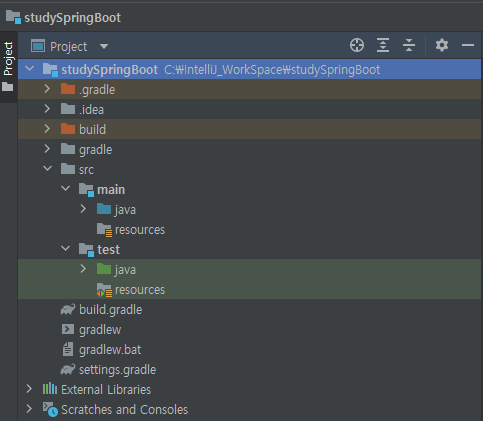 studySpringBoot
Project
Project
studySpringBoot C:₩IntelliJ_WorkSpace₩studySpringBoot
.gradle
.idea
build
gradle
src
main
java
resources
test
java
resources
build.gradle
gradlew
gradlew.bat
settings.gradle
External Libraries
Scratches and Consoles